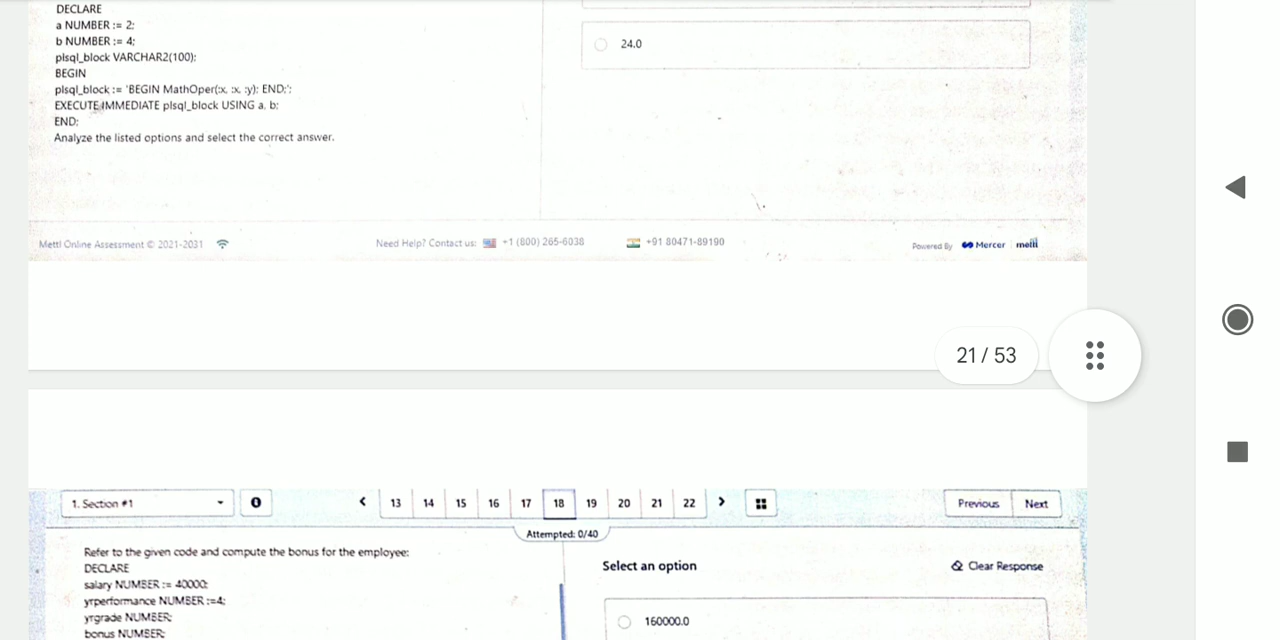 DECLARE
a NUMBER := 2;
b NUMBER := 4;
plsql_block VARCHAR2(100);
BEGIN
plsql_block := 'BEGIN MathOper(:x, :x, :y); END;';
EXECUTE IMMEDIATE plsql_block USING a, b;
END;
Analyze the listed options and select the correct answer.
24.0
Mettl Online Assessment © 2021-2031
Need Help? Contact us: +1 (800) 265-6038 +91 80471-89190
Powered By Mercer mettl
21 / 53
1. Section #1
13 14 15 16 17 18 19 20 21 22
Previous Next
Attempted: 0/40
Refer to the given code and compute the bonus for the employee:
DECLARE
salary NUMBER := 40000;
yrperformance NUMBER :=4;
yrgrade NUMBER;
bonus NUMBER;
Select an option
Clear Response
160000.0